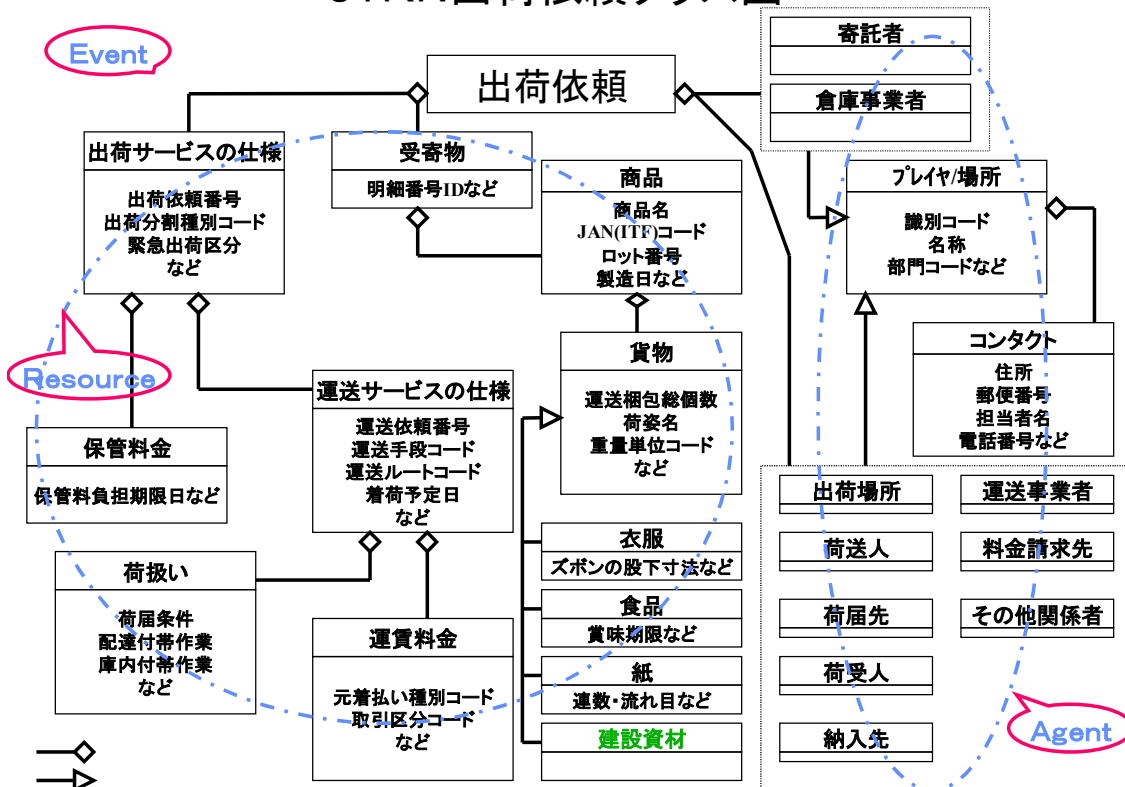 出荷依頼クラス図
Event
出荷依頼
寄託者
倉庫事業者
出荷サービスの仕様
出荷依頼番号
出荷分割種別コード
緊急出荷区分
など
受寄物
明細番号IDなど
商品
商品名
JAN(ITF)コード
ロット番号
製造日など
プレイヤ/場所
識別コード
名称
部門コードなど
コンタクト
住所
郵便番号
担当者名
電話番号など
Resource
保管料金
保管料負担期限日など
運送サービスの仕様
運送依頼番号
運送手段コード
運送ルートコード
着荷予定日
など
貨物
運送梱包総個数
荷姿名
重量単位コード
など
荷扱い
荷届条件
配達付帯作業
庫内付帯作業
など
運賃料金
元着払い種別コード
取引区分コード
など
衣服
ズボンの股下寸法など
食品
賞味期限など
紙
連数・流れ目など
建設資材
出荷場所
荷送人
荷届先
荷受人
納入先
運送事業者
料金請求先
その他関係者
Agent